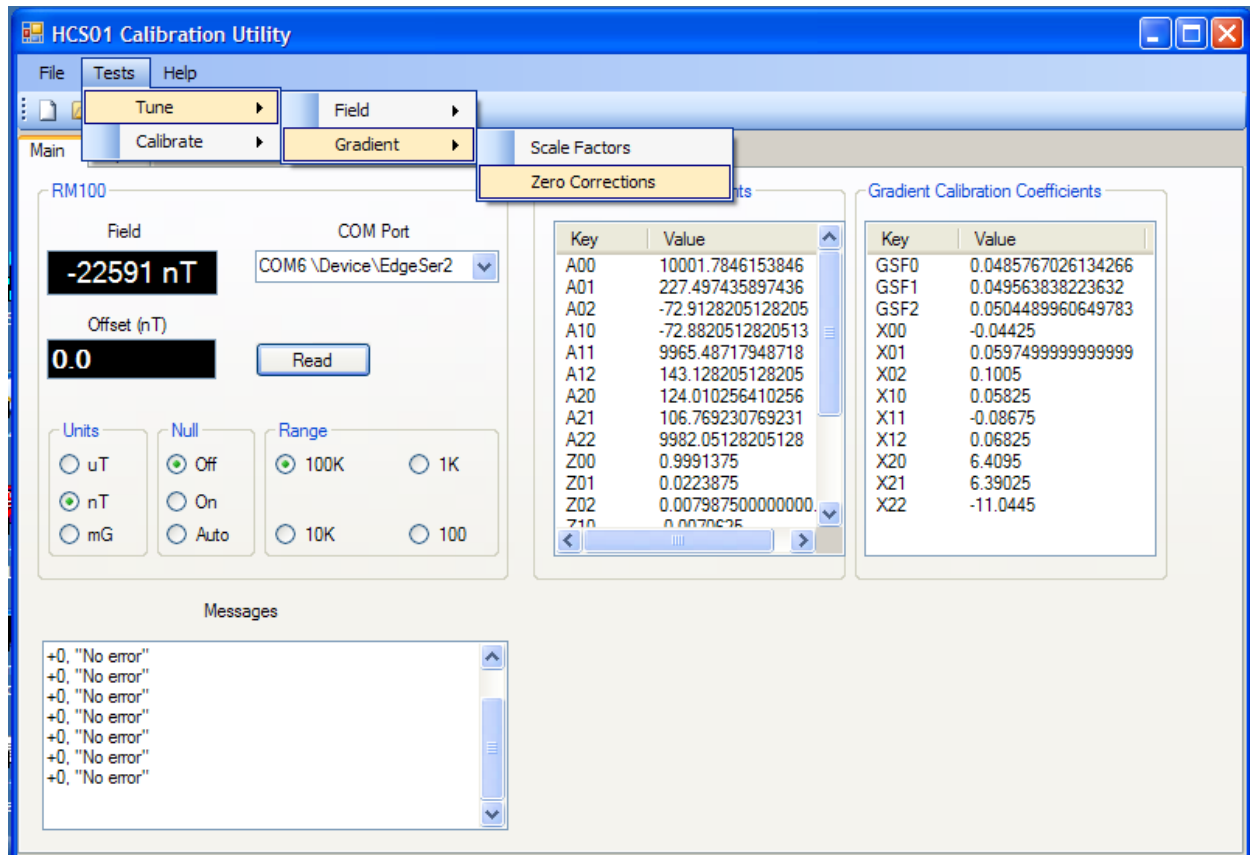 HCS01 Calibration Utility
File Tests Help
Tune
Calibrate
Field
Gradient
Scale Factors
Zero Corrections
Main
RM100
Field
-22591 nT
COM Port
COM6 \Device\EdgeSer2
Offset (nT)
0.0
Read
Units
uT
nT
mG
Null
Off
On
Auto
Range
100K
1K
10K
100
Key Value
A00 10001.7846153846
A01 227.497435897436
A02 -72.9128205128205
A10 -72.8820512820513
A11 9965.48717948718
A12 143.128205128205
A20 124.010256410256
A21 106.769230769231
A22 9982.05128205128
Z00 0.9991375
Z01 0.0223875
Z02 0.007987500000000.
Z10 -0.0070625
Gradient Calibration Coefficients
Key Value
GSF0 0.0485767026134266
GSF1 0.049563838223632
GSF2 0.0504489960649783
X00 -0.04425
X01 0.0597499999999999
X02 0.1005
X10 0.05825
X11 -0.08675
X12 0.06825
X20 6.4095
X21 6.39025
X22 -11.0445
Messages
+0, "No error"
+0, "No error"
+0, "No error"
+0, "No error"
+0, "No error"
+0, "No error"
+0, "No error"